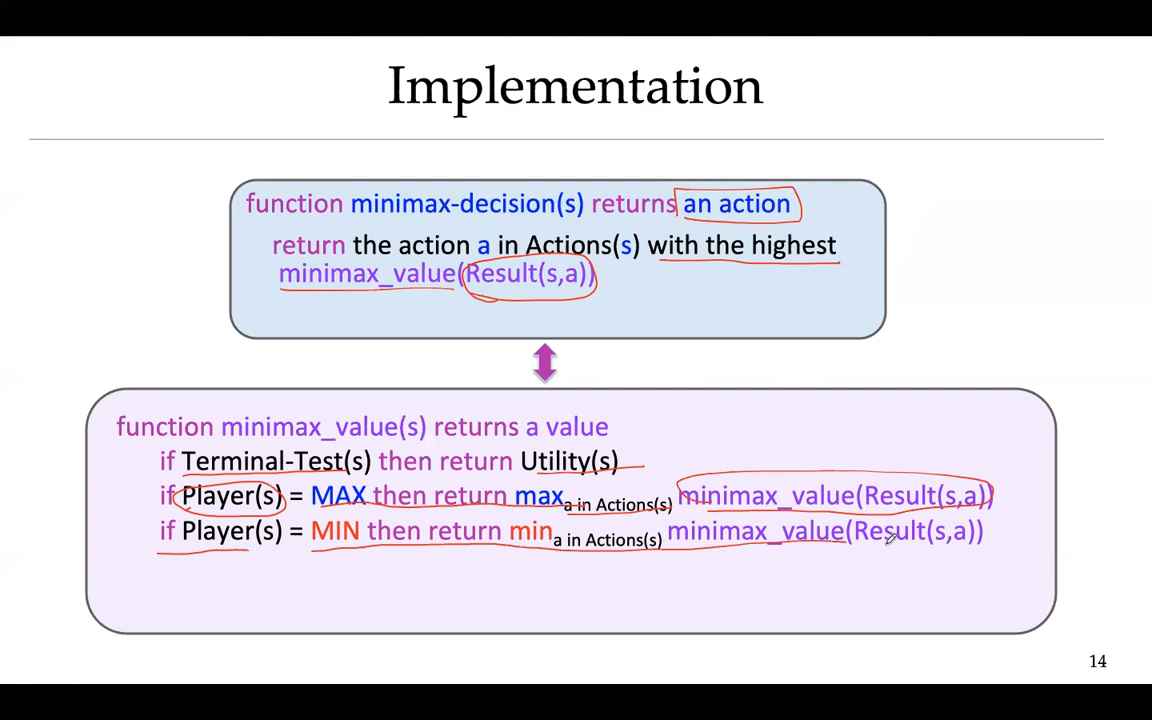 Implementation
function minimax-decision(s) returns an action
return the action a in Actions(s) with the highest
minimax_value(Result(s,a))
function minimax_value(s) returns a value
if Terminal-Test(s) then return Utility(s)
if Player(s) = MAX then return max a in Actions(s) minimax_value(Result(s,a))
if Player(s) = MIN then return min a in Actions(s) minimax_value(Result(s,a))
14